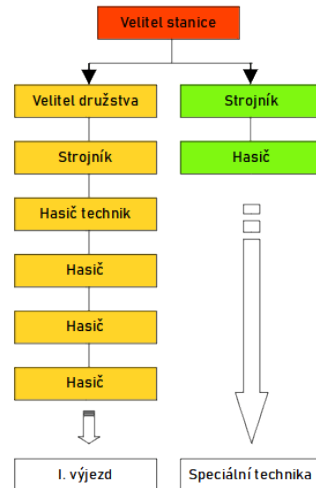 Velitel stanice
Velitel družstva
Strojník
Strojník
Hasič
Hasič technik
Hasič
Hasič
Hasič
I. výjezd
Speciální technika